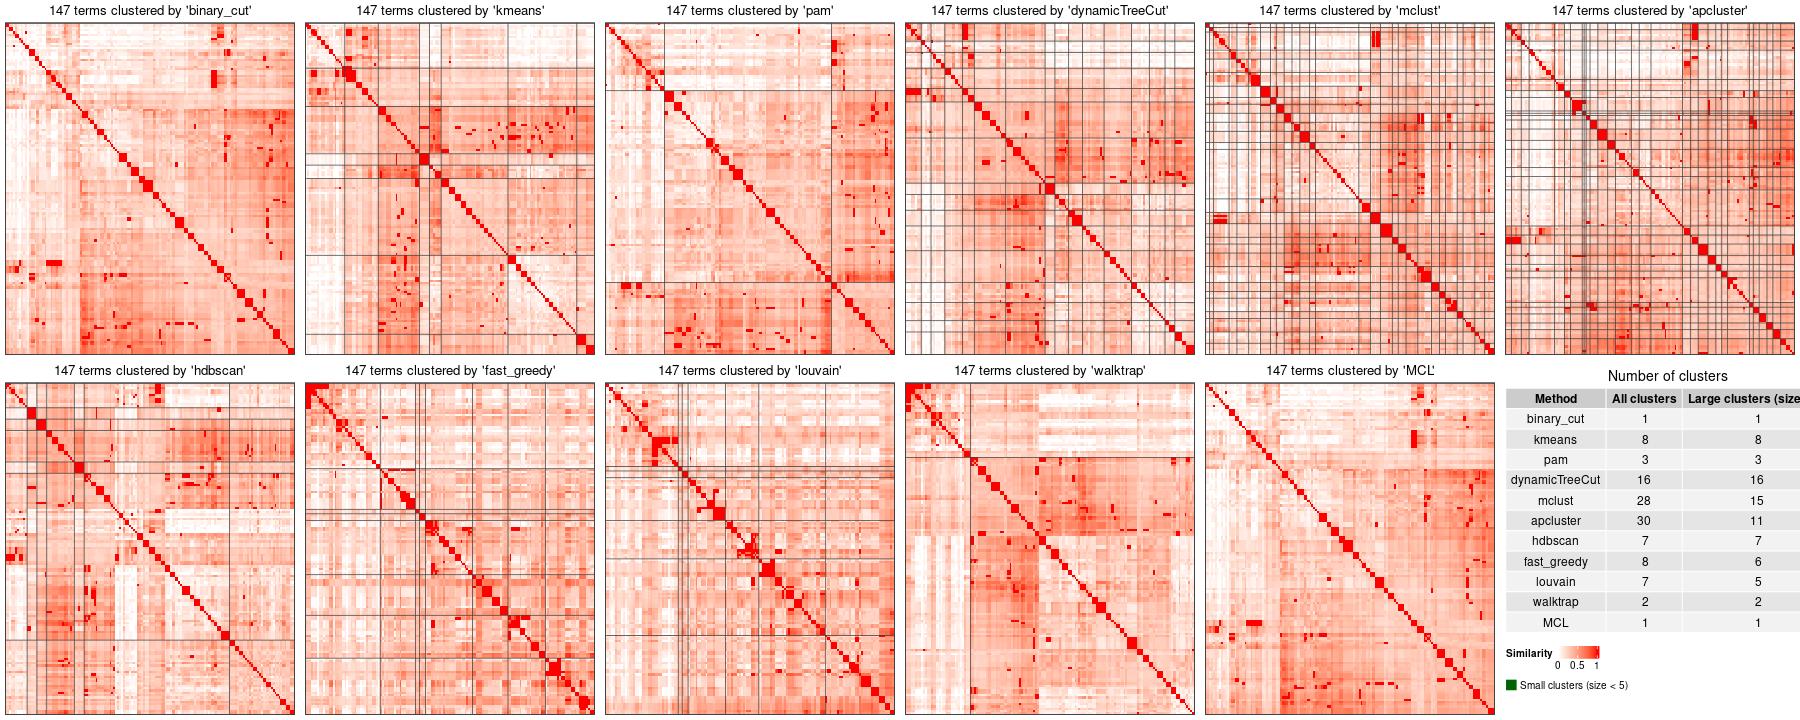 147 terms clustered by 'binary_cut'
147 terms clustered by 'kmeans'
147 terms clustered by 'pam'
147 terms clustered by 'dynamicTreeCut'
147 terms clustered by 'mclust'
147 terms clustered by 'apcluster'
147 terms clustered by 'hdbscan'
147 terms clustered by 'fast_greedy'
147 terms clustered by 'louvain'
147 terms clustered by 'walktrap'
147 terms clustered by 'MCL'
Number of clusters
Method All clusters Large clusters (size
binary_cut 1 1
kmeans 8 8
pam 3 3
dynamicTreeCut 16 16
mclust 28 15
apcluster 30 11
hdbscan 7 7
fast_greedy 8 6
louvain 7 5
walktrap 2 2
MCL 1 1
Similarity
0 0.5 1
Small clusters (size < 5)